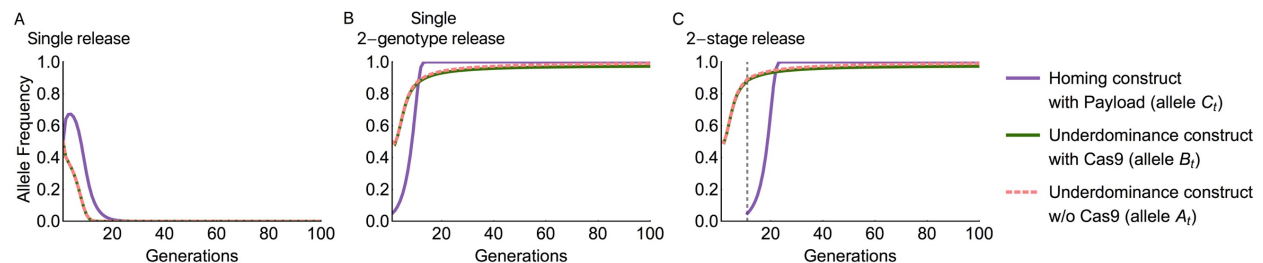 A
Single release
1.0
0.8
0.6
0.4
0.2
0.0
Allele Frequency
20 40 60 80 100
Generations
B
Single
2−genotype release
1.0
0.8
0.6
0.4
0.2
0.0
20 40 60 80 100
Generations
C
2−stage release
1.0
0.8
0.6
0.4
0.2
0.0
20 40 60 80 100
Generations
Homing construct
with Payload (allele Ct)
Underdominance construct
with Cas9 (allele Bt)
Underdominance construct
w/o Cas9 (allele At)